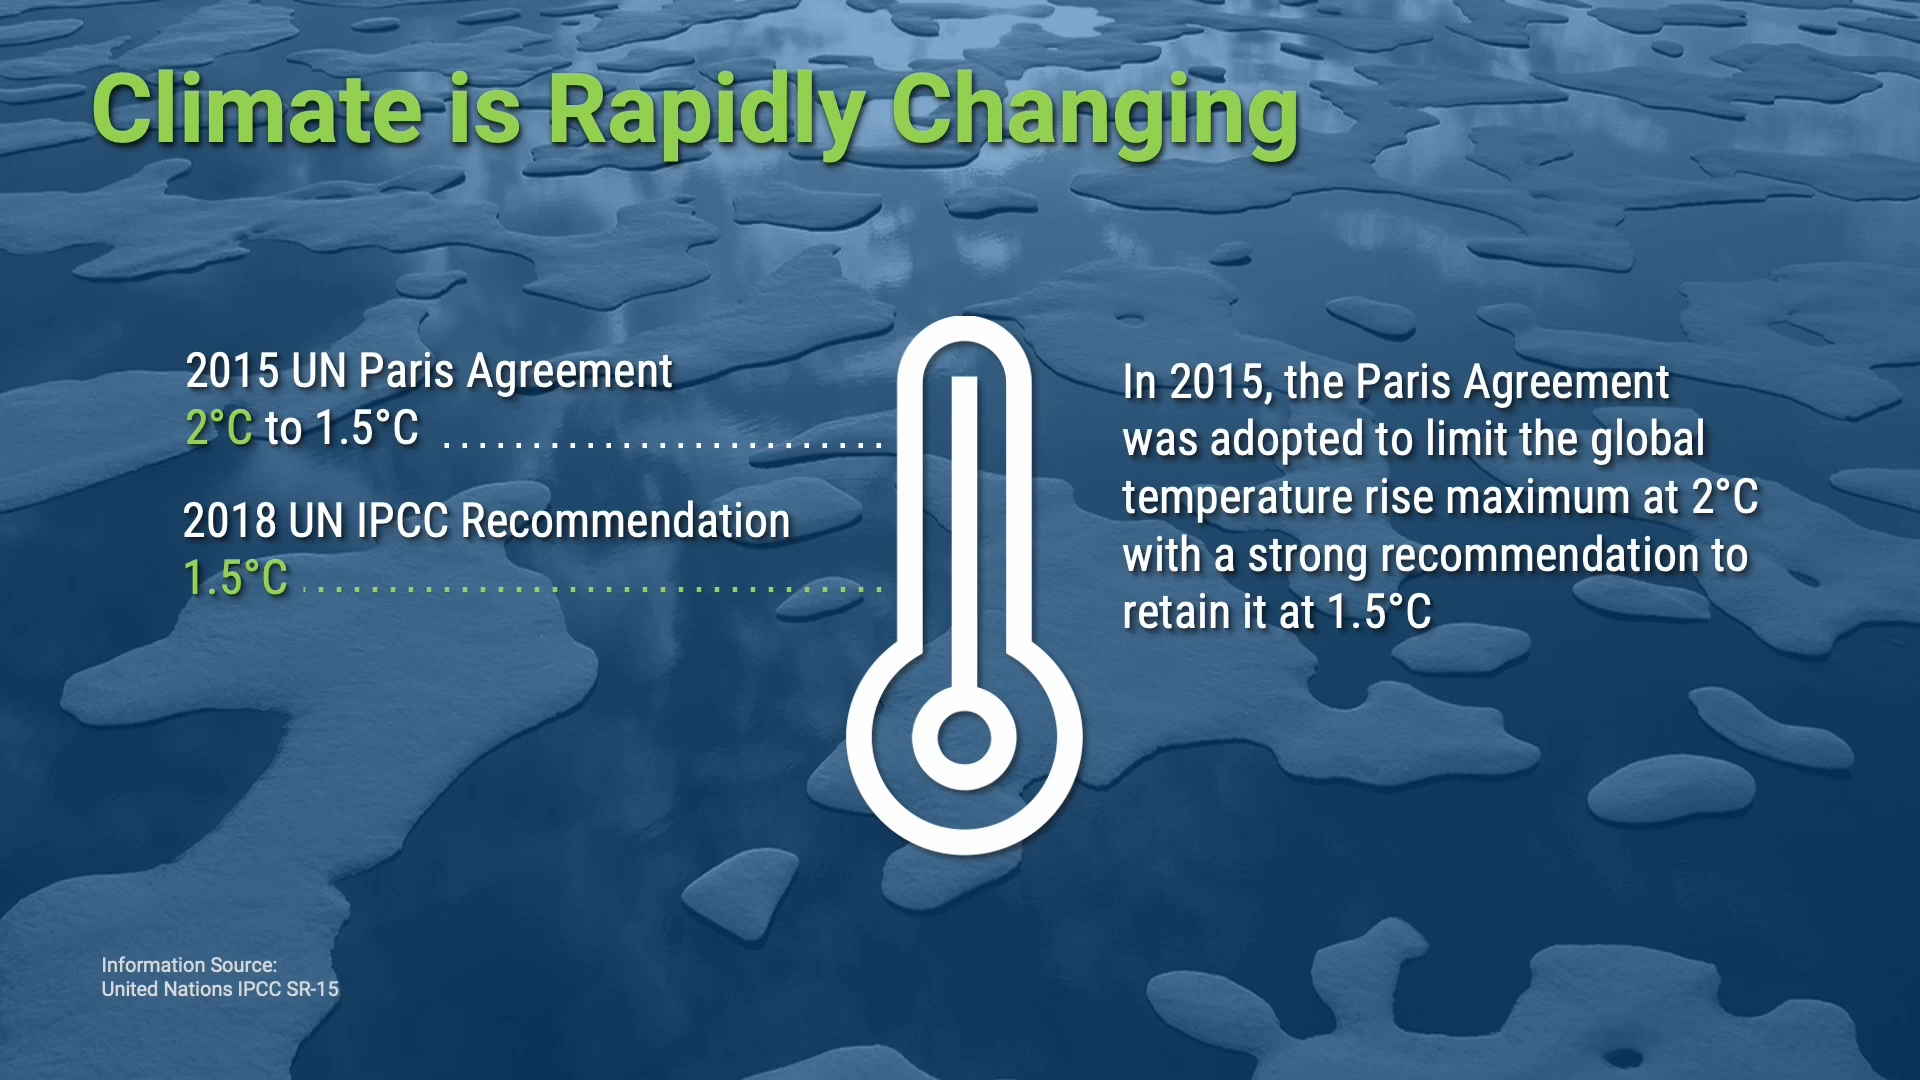 Climate is Rapidly Changing
2015 UN Paris Agreement
2°C to 1.5°C
2018 UN IPCC Recommendation
1.5°C
In 2015, the Paris Agreement
was adopted to limit the global
temperature rise maximum at 2°C
with a strong recommendation to
retain it at 1.5°C
Information Source:
United Nations IPCC SR-15